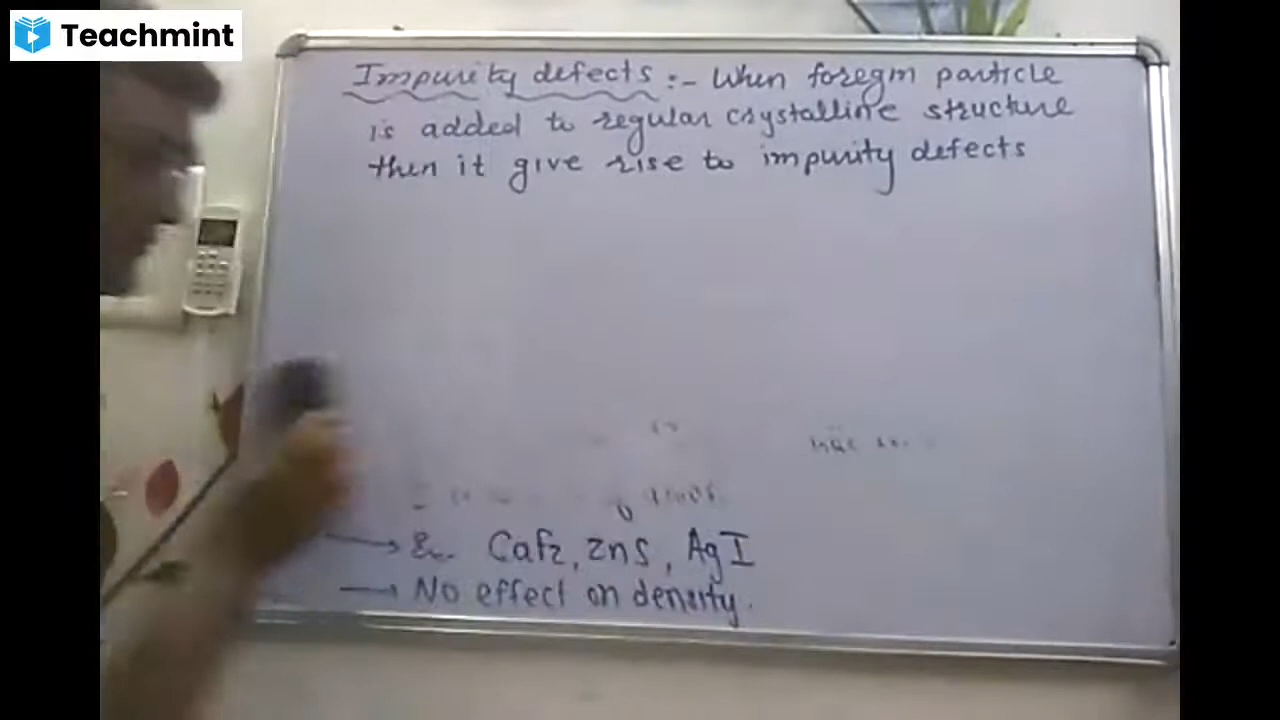 Teachmint
Impurity defects :- When foregin particle
is added to regular crystalline structure
then it give rise to impurity defects
→ Ex. Caf2, zns, AgI
→ No effect on density.